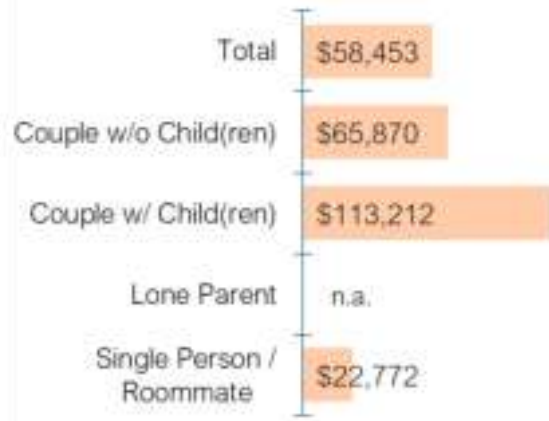 Total $58,453
Couple w/o Child(ren) $65,870
Couple w/ Child(ren) $113,212
Lone Parent n.a.
Single Person /
Roommate $22,772